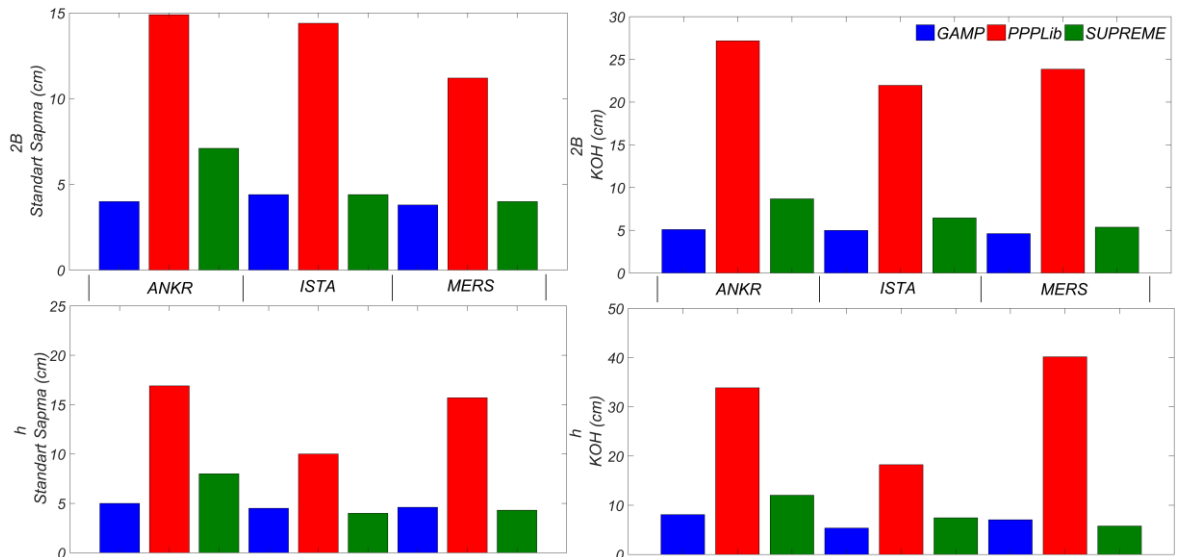 15
10
5
0
2B
Standart Sapma (cm)
ANKR
ISTA
MERS
30
25
20
15
10
5
0
2B
KOH (cm)
GAMP
PPPLib
SUPREME
ANKR
ISTA
MERS
25
20
15
10
5
0
h
Standart Sapma (cm)
50
40
30
20
10
0
h
KOH (cm)